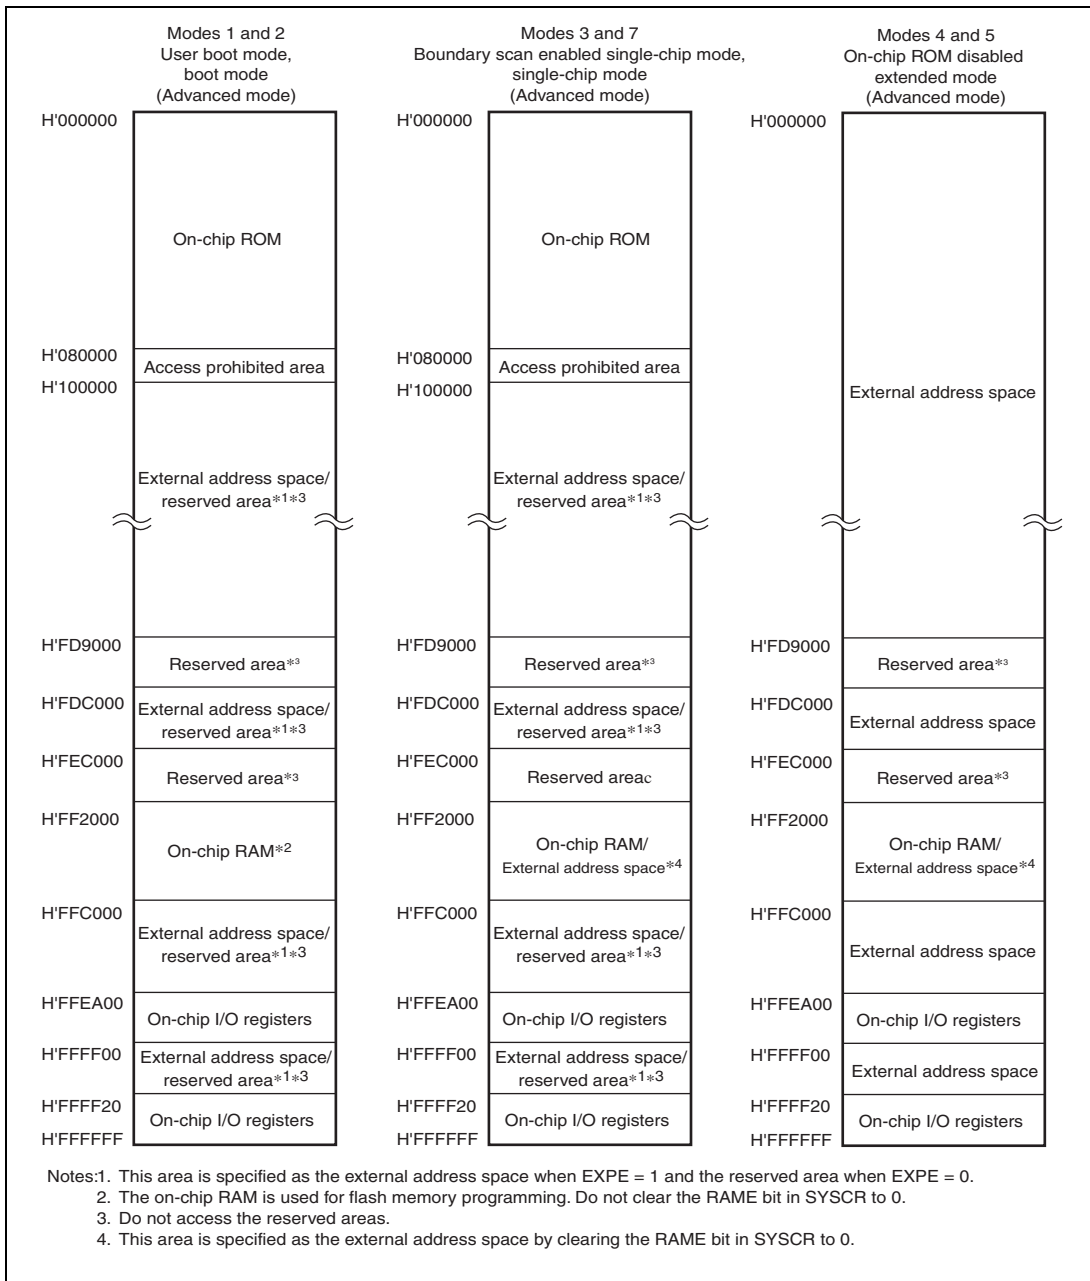 Modes 1 and 2
User boot mode,
boot mode
(Advanced mode)
H'000000
On-chip ROM
H'080000
Access prohibited area
H'100000
External address space/
reserved area*1*3
H'FD9000
Reserved area*3
H'FDC000
External address space/
reserved area*1*3
H'FEC000
Reserved area*3
H'FF2000
On-chip RAM*2
H'FFC000
External address space/
reserved area*1*3
H'FFEA00
On-chip I/O registers
H'FFFF00
External address space/
reserved area*1*3
H'FFFF20
On-chip I/O registers
H'FFFFFF
Modes 3 and 7
Boundary scan enabled single-chip mode,
single-chip mode
(Advanced mode)
H'000000
On-chip ROM
H'080000
Access prohibited area
H'100000
External address space/
reserved area*1*3
H'FD9000
Reserved area*3
H'FDC000
External address space/
reserved area*1*3
H'FEC000
Reserved areac
H'FF2000
On-chip RAM/
External address space*4
H'FFC000
External address space/
reserved area*1*3
H'FFEA00
On-chip I/O registers
H'FFFF00
External address space/
reserved area*1*3
H'FFFF20
On-chip I/O registers
H'FFFFFF
Modes 4 and 5
On-chip ROM disabled
extended mode
(Advanced mode)
H'000000
External address space
H'FD9000
Reserved area*3
H'FDC000
External address space
H'FEC000
Reserved area*3
H'FF2000
On-chip RAM/
External address space*4
H'FFC000
External address space
H'FFEA00
On-chip I/O registers
H'FFFF00
External address space
H'FFFF20
On-chip I/O registers
H'FFFFFF
Notes:1. This area is specified as the external address space when EXPE = 1 and the reserved area when EXPE = 0.
2. The on-chip RAM is used for flash memory programming. Do not clear the RAME bit in SYSCR to 0.
3. Do not access the reserved areas.
4. This area is specified as the external address space by clearing the RAME bit in SYSCR to 0.